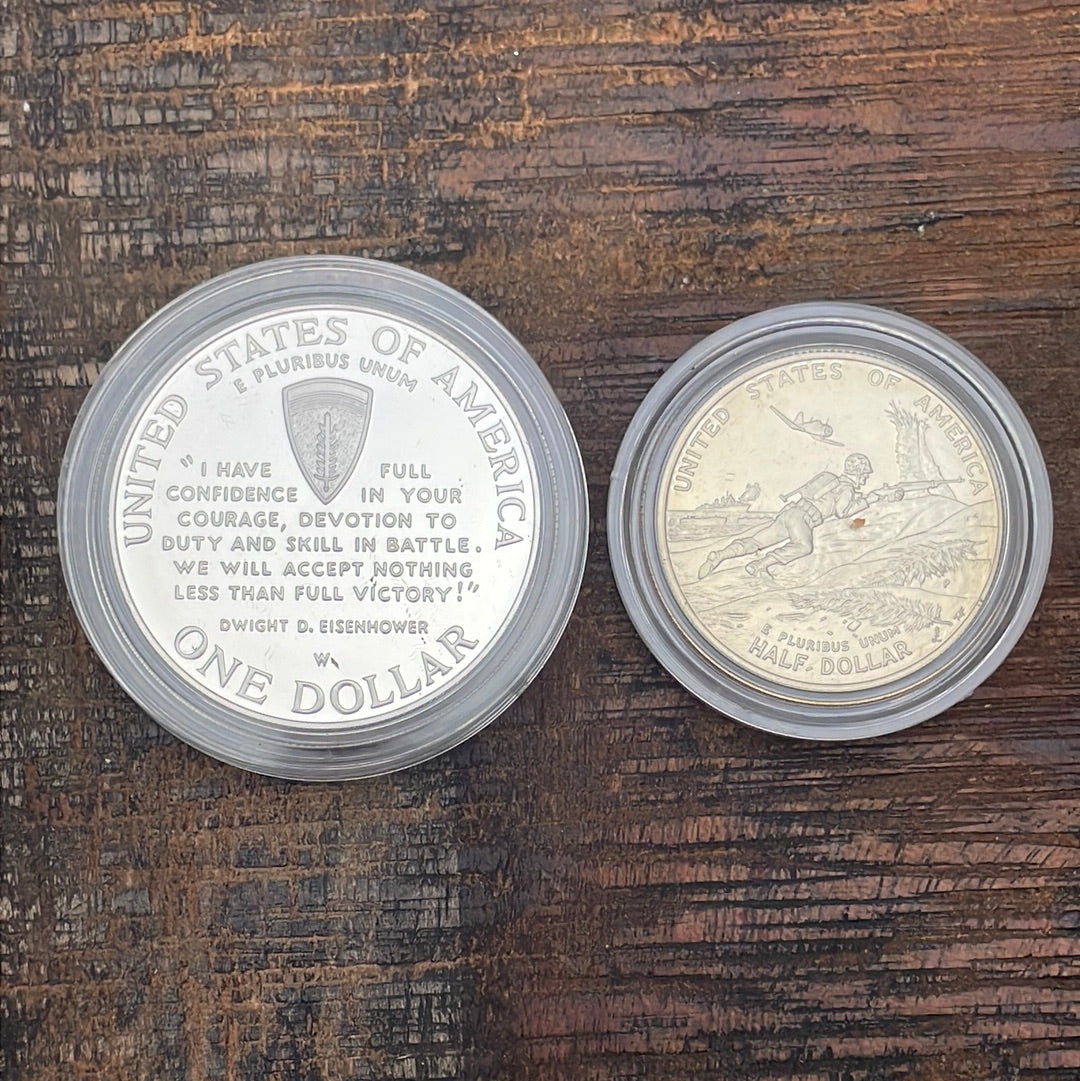 UNITED STATES OF AMERICA
E PLURIBUS UNUM
"I HAVE FULL
CONFIDENCE IN YOUR
COURAGE, DEVOTION TO
DUTY AND SKILL IN BATTLE.
WE WILL ACCEPT NOTHING
LESS THAN FULL VICTORY!"
DWIGHT D. EISENHOWER
W
ONE DOLLAR
UNITED STATES OF AMERICA
E PLURIBUS UNUM
HALF DOLLAR